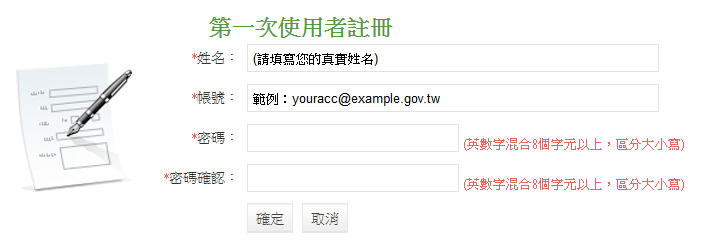 第一次使用者註冊
*姓名： (請填寫您的真實姓名)
*帳號： 範例：youracc@example.gov.tw
*密碼： (英數字混合8個字元以上，區分大小寫)
*密碼確認： (英數字混合8個字元以上，區分大小寫)
確定 取消